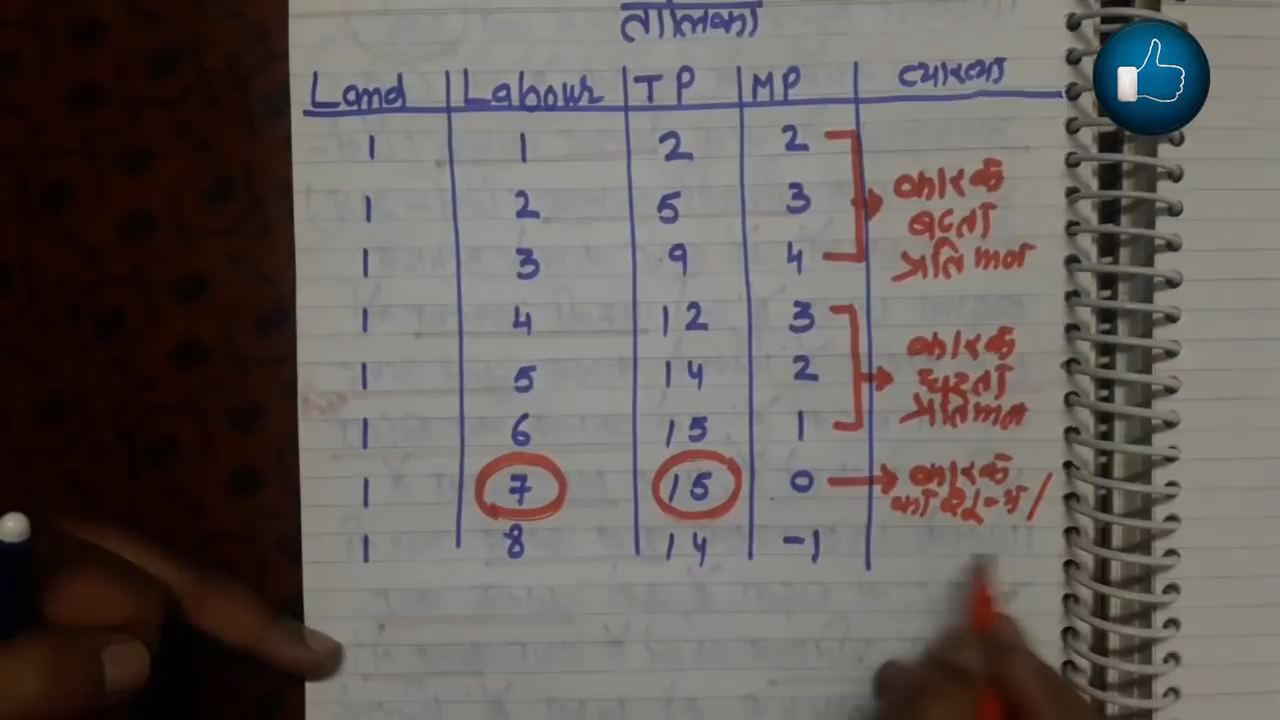 तालिका
Land Labour TP MP व्याख्या
1 1 2 2
1 2 5 3
1 3 9 4
कारक
बढता
प्रतिफल
1 4 12 3
1 5 14 2
1 6 15 1
कारक
घटता
प्रतिफल
1 7 15 0
कारक
का
1 8 14 -1